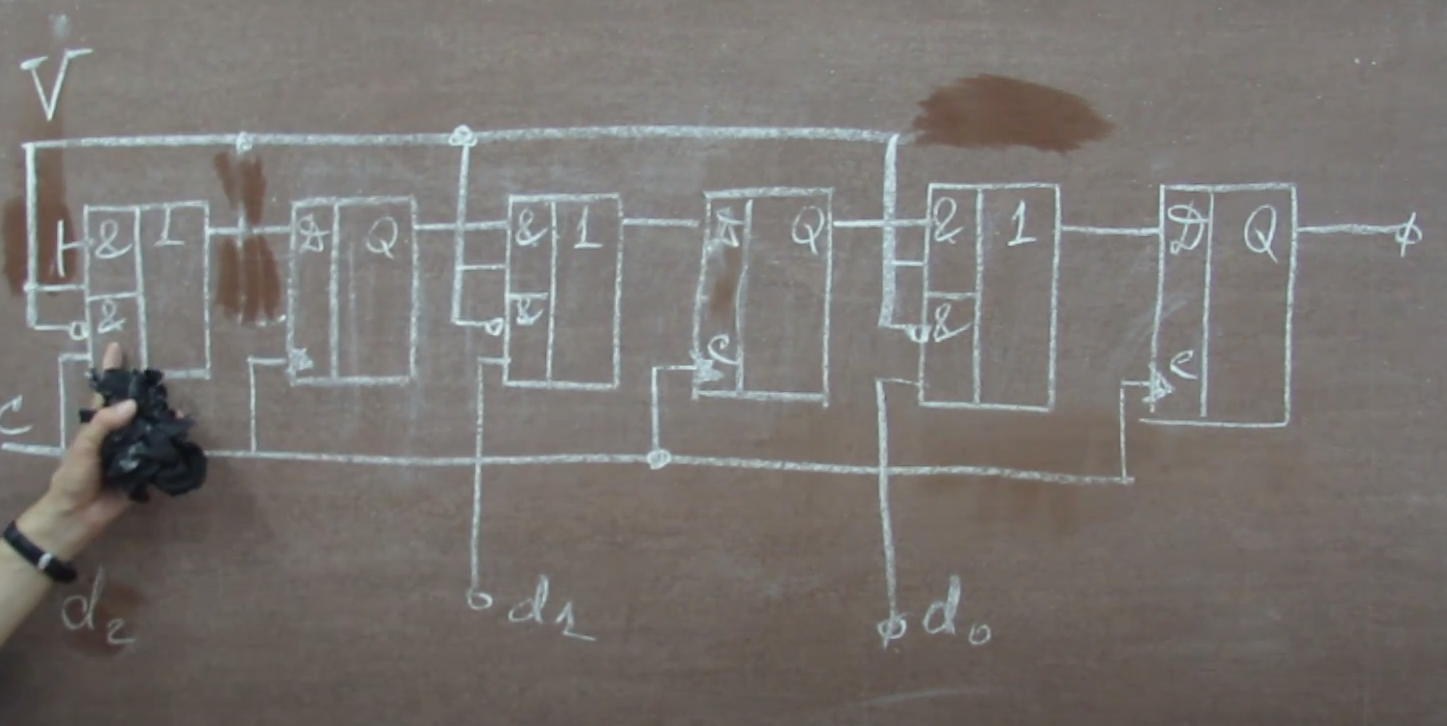 V
& 1 D Q & 1 D Q & 1 D Q
& & &
C C C
d₂ d₁ d₀